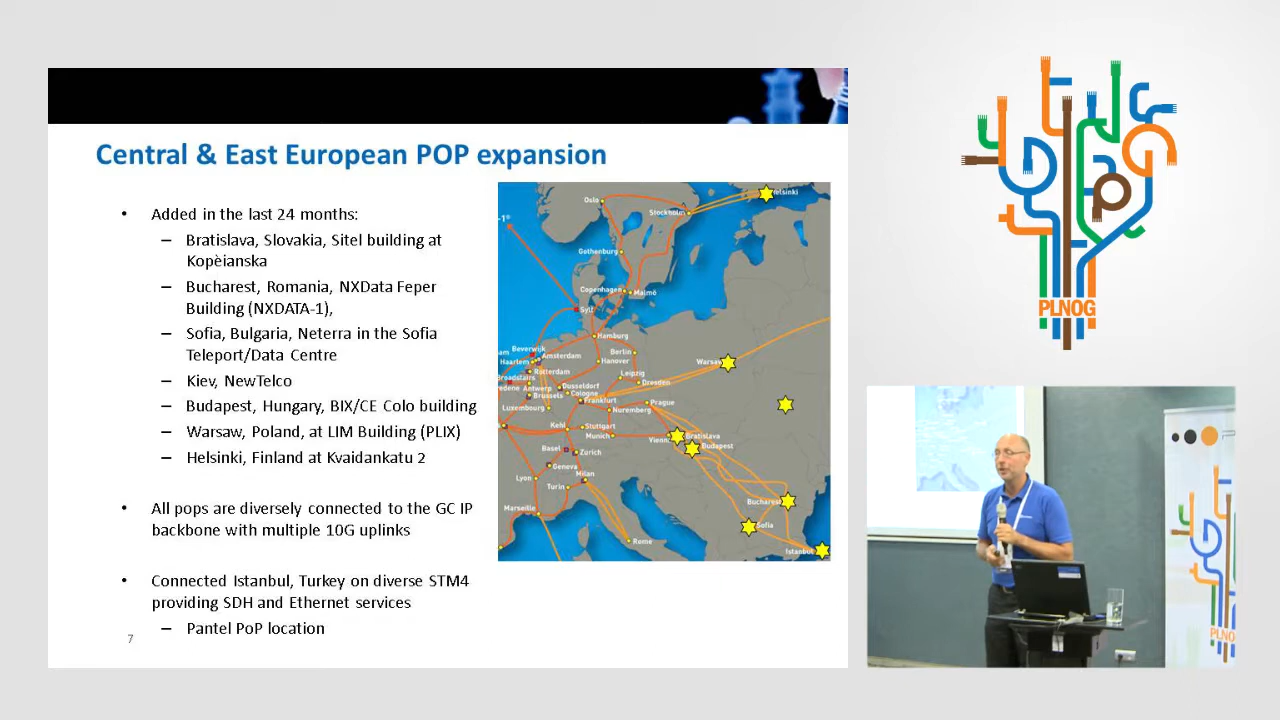 Central & East European POP expansion
• Added in the last 24 months:
– Bratislava, Slovakia, Sitel building at
Kopèianska
– Bucharest, Romania, NXData Feper
Building (NXDATA-1),
– Sofia, Bulgaria, Neterra in the Sofia
Teleport/Data Centre
– Kiev, NewTelco
– Budapest, Hungary, BIX/CE Colo building
– Warsaw, Poland, at LIM Building (PLIX)
– Helsinki, Finland at Kvaidankatu 2
• All pops are diversely connected to the GC IP
backbone with multiple 10G uplinks
• Connected Istanbul, Turkey on diverse STM4
providing SDH and Ethernet services
– Pantel PoP location
7
Oslo
Stockholm
Helsinki
-1°
Gothenburg
Copenhagen
Malmö
Sylt
Hamburg
Beverwijk
Amsterdam
Haarlem
Berlin
Hanover
Warsaw
Rotterdam
Leipzig
Dresden
Antwerp
Dusseldorf
Cologne
Brussels
Frankfurt
Prague
Luxembourg
Nuremberg
Kehl
Stuttgart
Munich
Bratislava
Budapest
Basel
Zurich
Geneva
Milan
Lyon
Turin
Marseille
Bucharest
Sofia
Rome
Istanbul
PLNOG
PLNOG